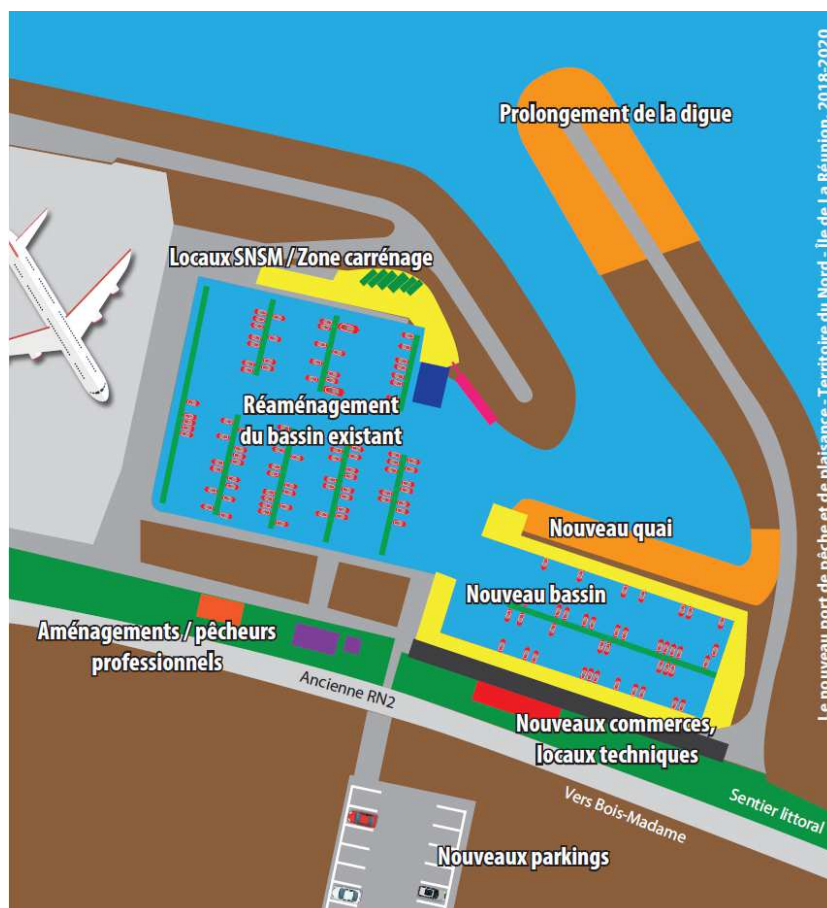 Prolongement de la digue
Locaux SNSM / Zone carrénage
Réaménagement
du bassin existant
Nouveau quai
Nouveau bassin
Aménagements / pêcheurs
professionnels
Ancienne RN2
Nouveaux commerces,
locaux techniques
Vers Bois-Madame
Sentier littoral
Nouveaux parkings
Le nouveau port de pêche et de plaisance - Territoire du Nord - Île de La Réunion, 2018-2020